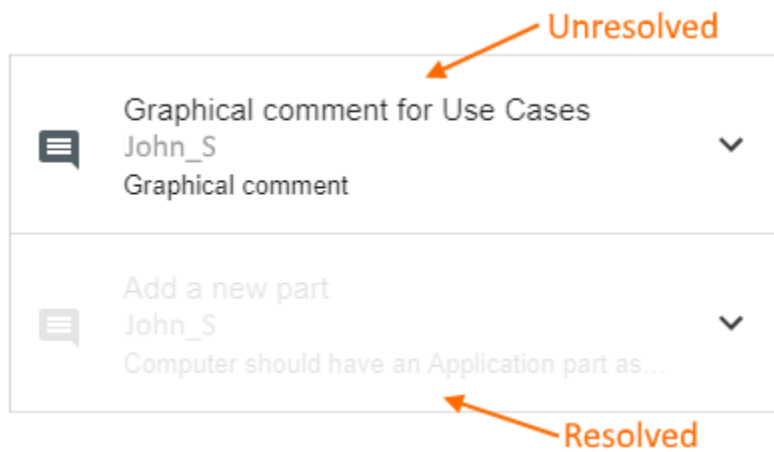 Unresolved
Graphical comment for Use Cases
John_S
Graphical comment
Add a new part
John_S
Computer should have an Application part as...
Resolved